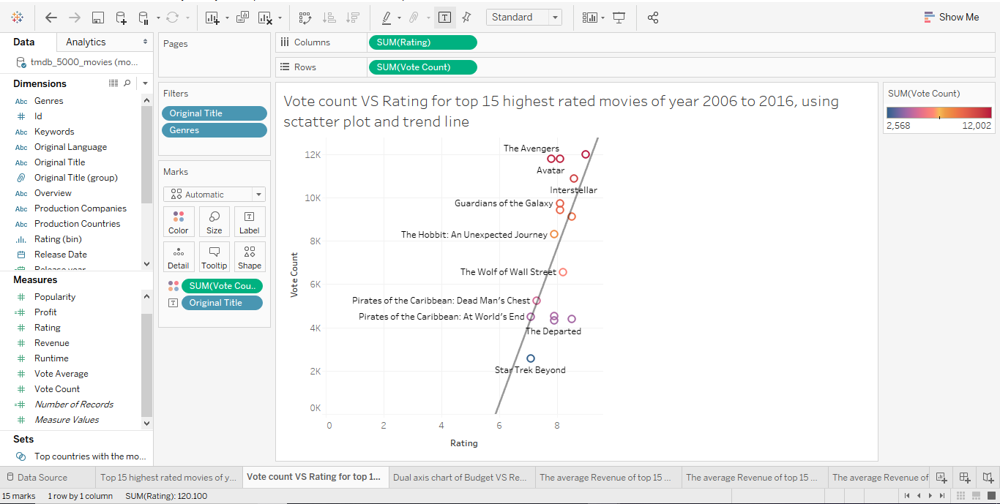 Standard
Show Me
Data
Analytics
tmdb_5000_movies (mo...
Dimensions
Abc Genres
# Id
Abc Keywords
Abc Original Language
Abc Original Title
Original Title (group)
Abc Overview
Abc Production Companies
Abc Production Countries
Rating (bin)
Release Date
Release year
Measures
# Popularity
=# Profit
# Rating
# Revenue
# Runtime
# Vote Average
# Vote Count
=# Number of Records
# Measure Values
Sets
Top countries with the mo...
Pages
Filters
Original Title
Genres
Marks
Automatic
Color
Size
Label
Detail
Tooltip
Shape
SUM(Vote Cou..
Original Title
Columns
SUM(Rating)
Rows
SUM(Vote Count)
Vote count VS Rating for top 15 highest rated movies of year 2006 to 2016, using
sctatter plot and trend line
12K
10K
8K
6K
4K
2K
0K
Vote Count
The Avengers
Avatar
Interstellar
Guardians of the Galaxy
The Hobbit: An Unexpected Journey
The Wolf of Wall Street
Pirates of the Caribbean: Dead Man's Chest
Pirates of the Caribbean: At World's End
The Departed
Star Trek Beyond
0 2 4 6 8
Rating
SUM(Vote Count)
2,568 12,002
Data Source
Top 15 highest rated movies of y...
Vote count VS Rating for top 1...
Dual axis chart of Budget VS Re...
The average Revenue of top 15 ...
The average Revenue of top 15 ...
The average Revenue of
15 marks 1 row by 1 column SUM(Rating): 120.100